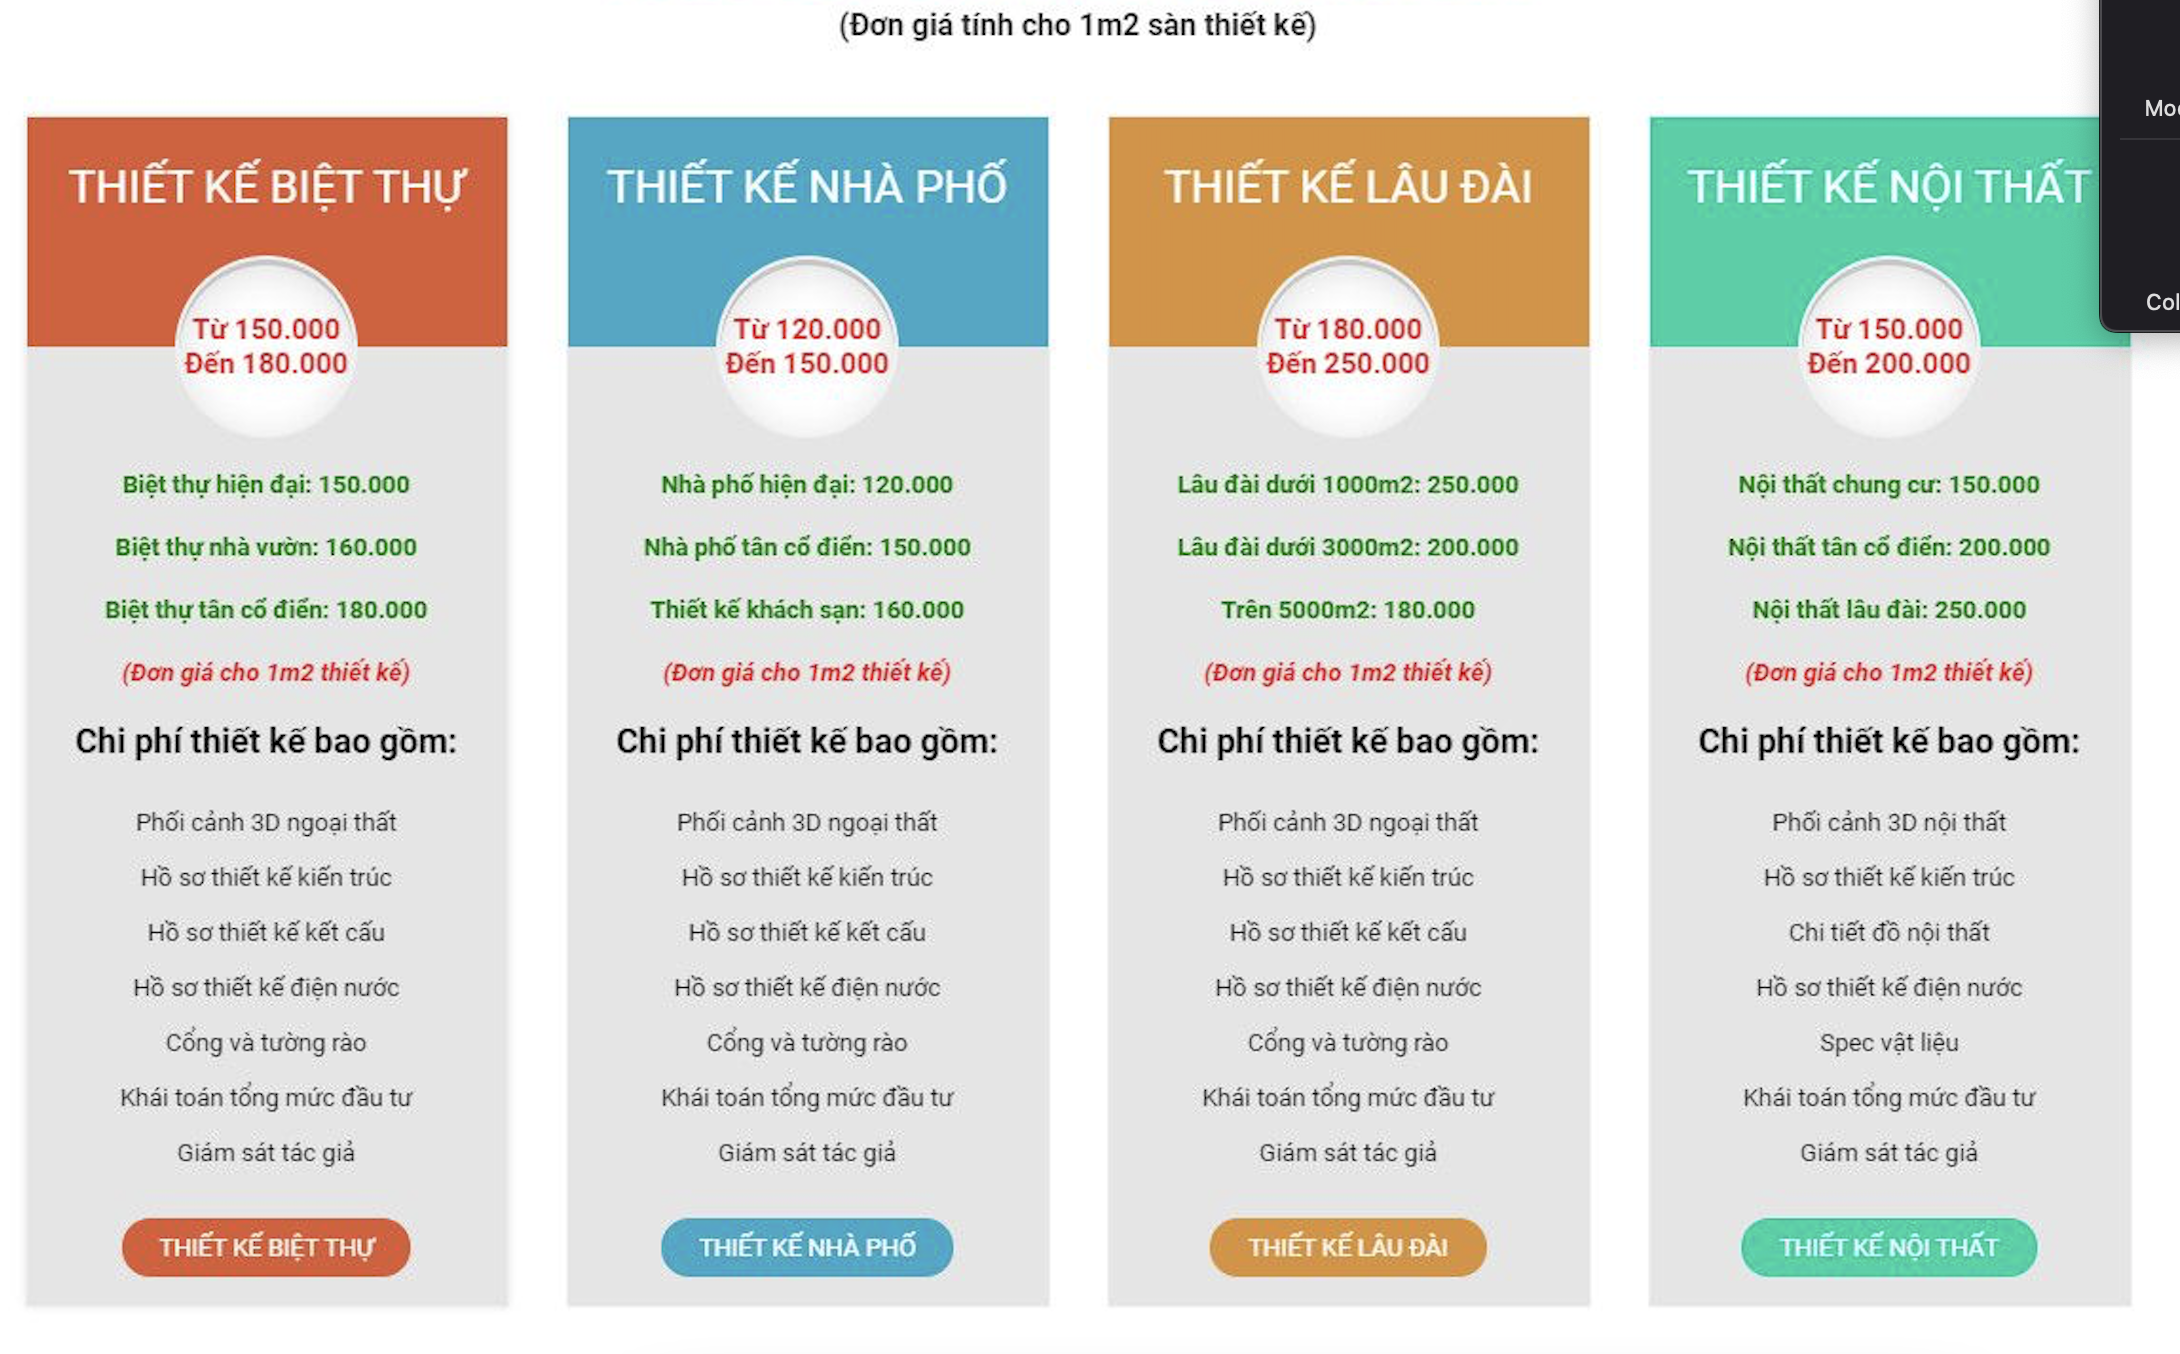 (Đơn giá tính cho 1m2 sàn thiết kế)
THIẾT KẾ BIỆT THỰ
Từ 150.000
Đến 180.000
Biệt thự hiện đại: 150.000
Biệt thự nhà vườn: 160.000
Biệt thự tân cổ điển: 180.000
(Đơn giá cho 1m2 thiết kế)
Chi phí thiết kế bao gồm:
Phối cảnh 3D ngoại thất
Hồ sơ thiết kế kiến trúc
Hồ sơ thiết kế kết cấu
Hồ sơ thiết kế điện nước
Cổng và tường rào
Khái toán tổng mức đầu tư
Giám sát tác giả
THIẾT KẾ BIỆT THỰ
THIẾT KẾ NHÀ PHỐ
Từ 120.000
Đến 150.000
Nhà phố hiện đại: 120.000
Nhà phố tân cổ điển: 150.000
Thiết kế khách sạn: 160.000
(Đơn giá cho 1m2 thiết kế)
Chi phí thiết kế bao gồm:
Phối cảnh 3D ngoại thất
Hồ sơ thiết kế kiến trúc
Hồ sơ thiết kế kết cấu
Hồ sơ thiết kế điện nước
Cổng và tường rào
Khái toán tổng mức đầu tư
Giám sát tác giả
THIẾT KẾ NHÀ PHỐ
THIẾT KẾ LÂU ĐÀI
Từ 180.000
Đến 250.000
Lâu đài dưới 1000m2: 250.000
Lâu đài dưới 3000m2: 200.000
Trên 5000m2: 180.000
(Đơn giá cho 1m2 thiết kế)
Chi phí thiết kế bao gồm:
Phối cảnh 3D ngoại thất
Hồ sơ thiết kế kiến trúc
Hồ sơ thiết kế kết cấu
Hồ sơ thiết kế điện nước
Cổng và tường rào
Khái toán tổng mức đầu tư
Giám sát tác giả
THIẾT KẾ LÂU ĐÀI
THIẾT KẾ NỘI THẤT
Từ 150.000
Đến 200.000
Nội thất chung cư: 150.000
Nội thất tân cổ điển: 200.000
Nội thất lâu đài: 250.000
(Đơn giá cho 1m2 thiết kế)
Chi phí thiết kế bao gồm:
Phối cảnh 3D nội thất
Hồ sơ thiết kế kiến trúc
Chi tiết đồ nội thất
Hồ sơ thiết kế điện nước
Spec vật liệu
Khái toán tổng mức đầu tư
Giám sát tác giả
THIẾT KẾ NỘI THẤT